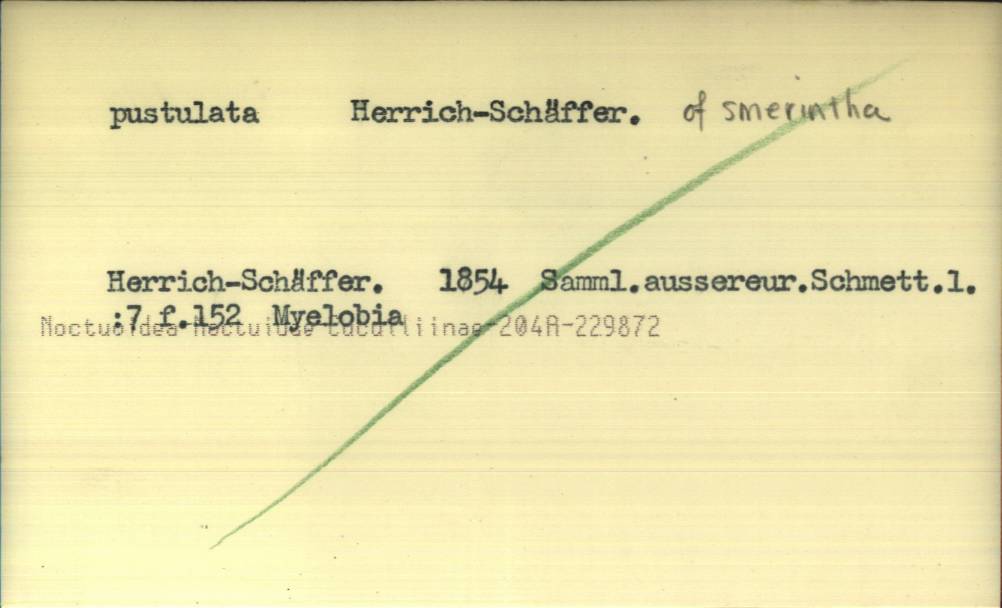 pustulata Herrich-Schäffer. of smerintha
Herrich-Schäffer. 1854 Samml.aussereur.Schmett.1.
:7 f.152 Myelobia
Noctuoidea Noctuidae Cucülliinae-204A-229872